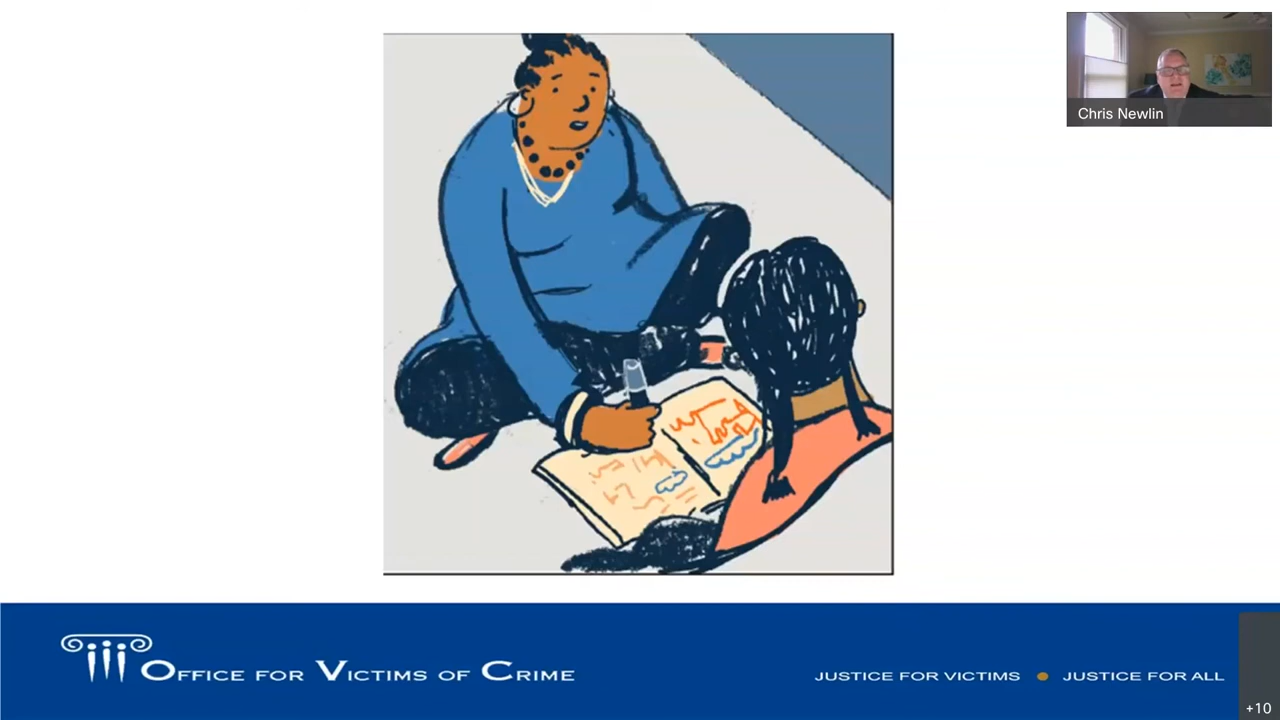 Chris Newlin
OFFICE FOR VICTIMS OF CRIME
JUSTICE FOR VICTIMS • JUSTICE FOR ALL
+10